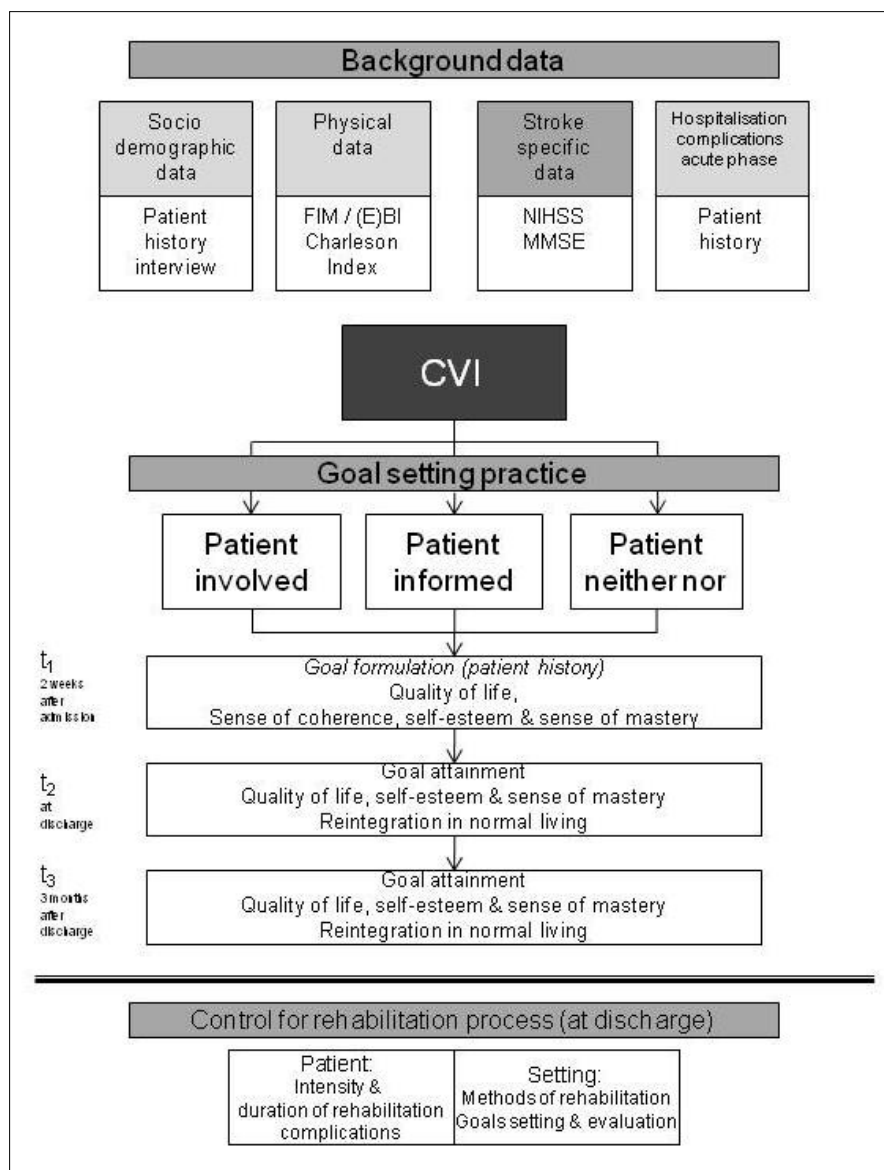 Background data
Socio
demographic
data
Physical
data
Stroke
specific
data
Hospitalisation
complications
acute phase
Patient
history
interview
FIM / (E)BI
Charleson
Index
NIHSS
MMSE
Patient
history
CVI
Goal setting practice
Patient
involved
Patient
informed
Patient
neither nor
t1
2 weeks
after
admission
Goal formulation (patient history)
Quality of life,
Sense of coherence, self-esteem & sense of mastery
t2
at
discharge
Goal attainment
Quality of life, self-esteem & sense of mastery
Reintegration in normal living
t3
3 months
after
discharge
Goal attainment
Quality of life, self-esteem & sense of mastery
Reintegration in normal living
Control for rehabilitation process (at discharge)
Patient:
Intensity &
duration of rehabilitation
complications
Setting:
Methods of rehabilitation
Goals setting & evaluation